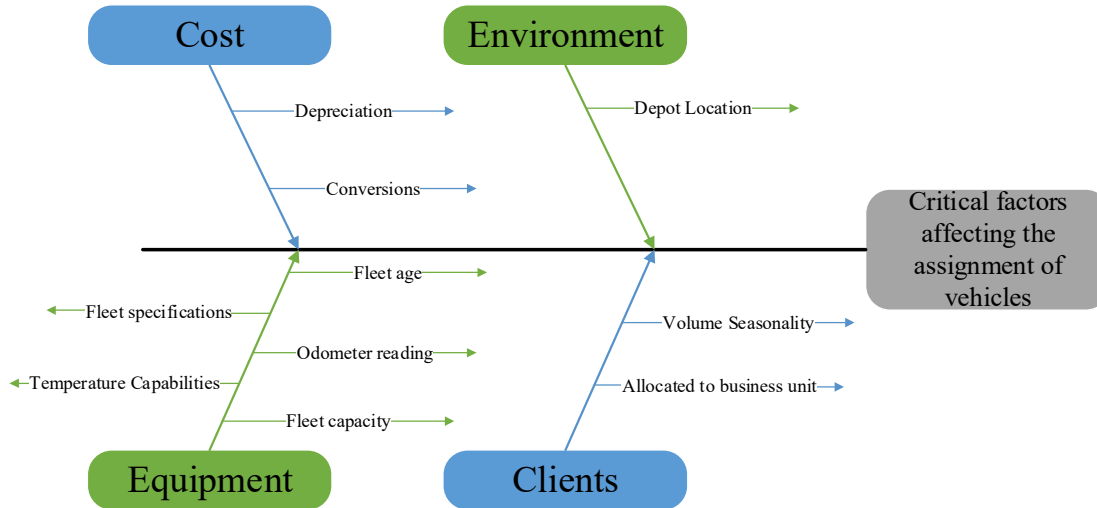 Cost
Environment
Depreciation
Depot Location
Conversions
Critical factors
affecting the
assignment of
vehicles
Fleet age
Fleet specifications
Volume Seasonality
Odometer reading
Temperature Capabilities
Allocated to business unit
Fleet capacity
Equipment
Clients